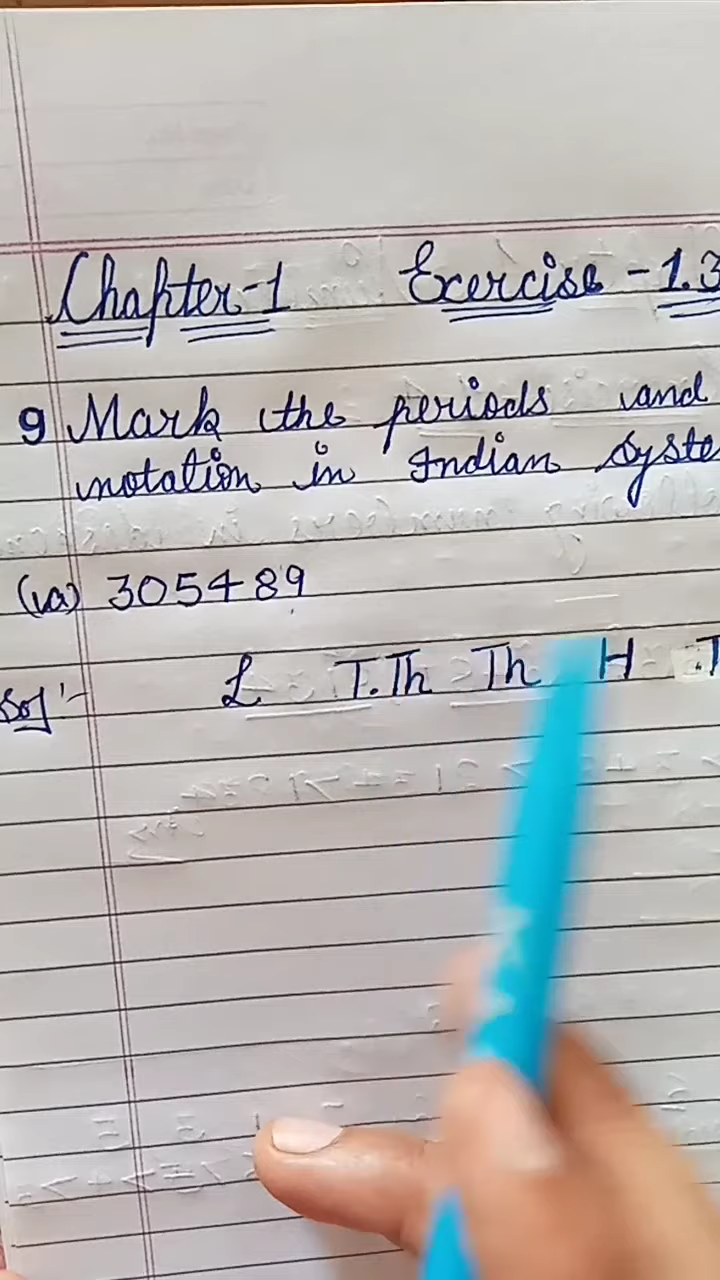 Chapter-1 Exercise - 1.3
9 Mark the periods and
notation in Indian Syste
(a) 305489
Sol:- L T.Th Th H T